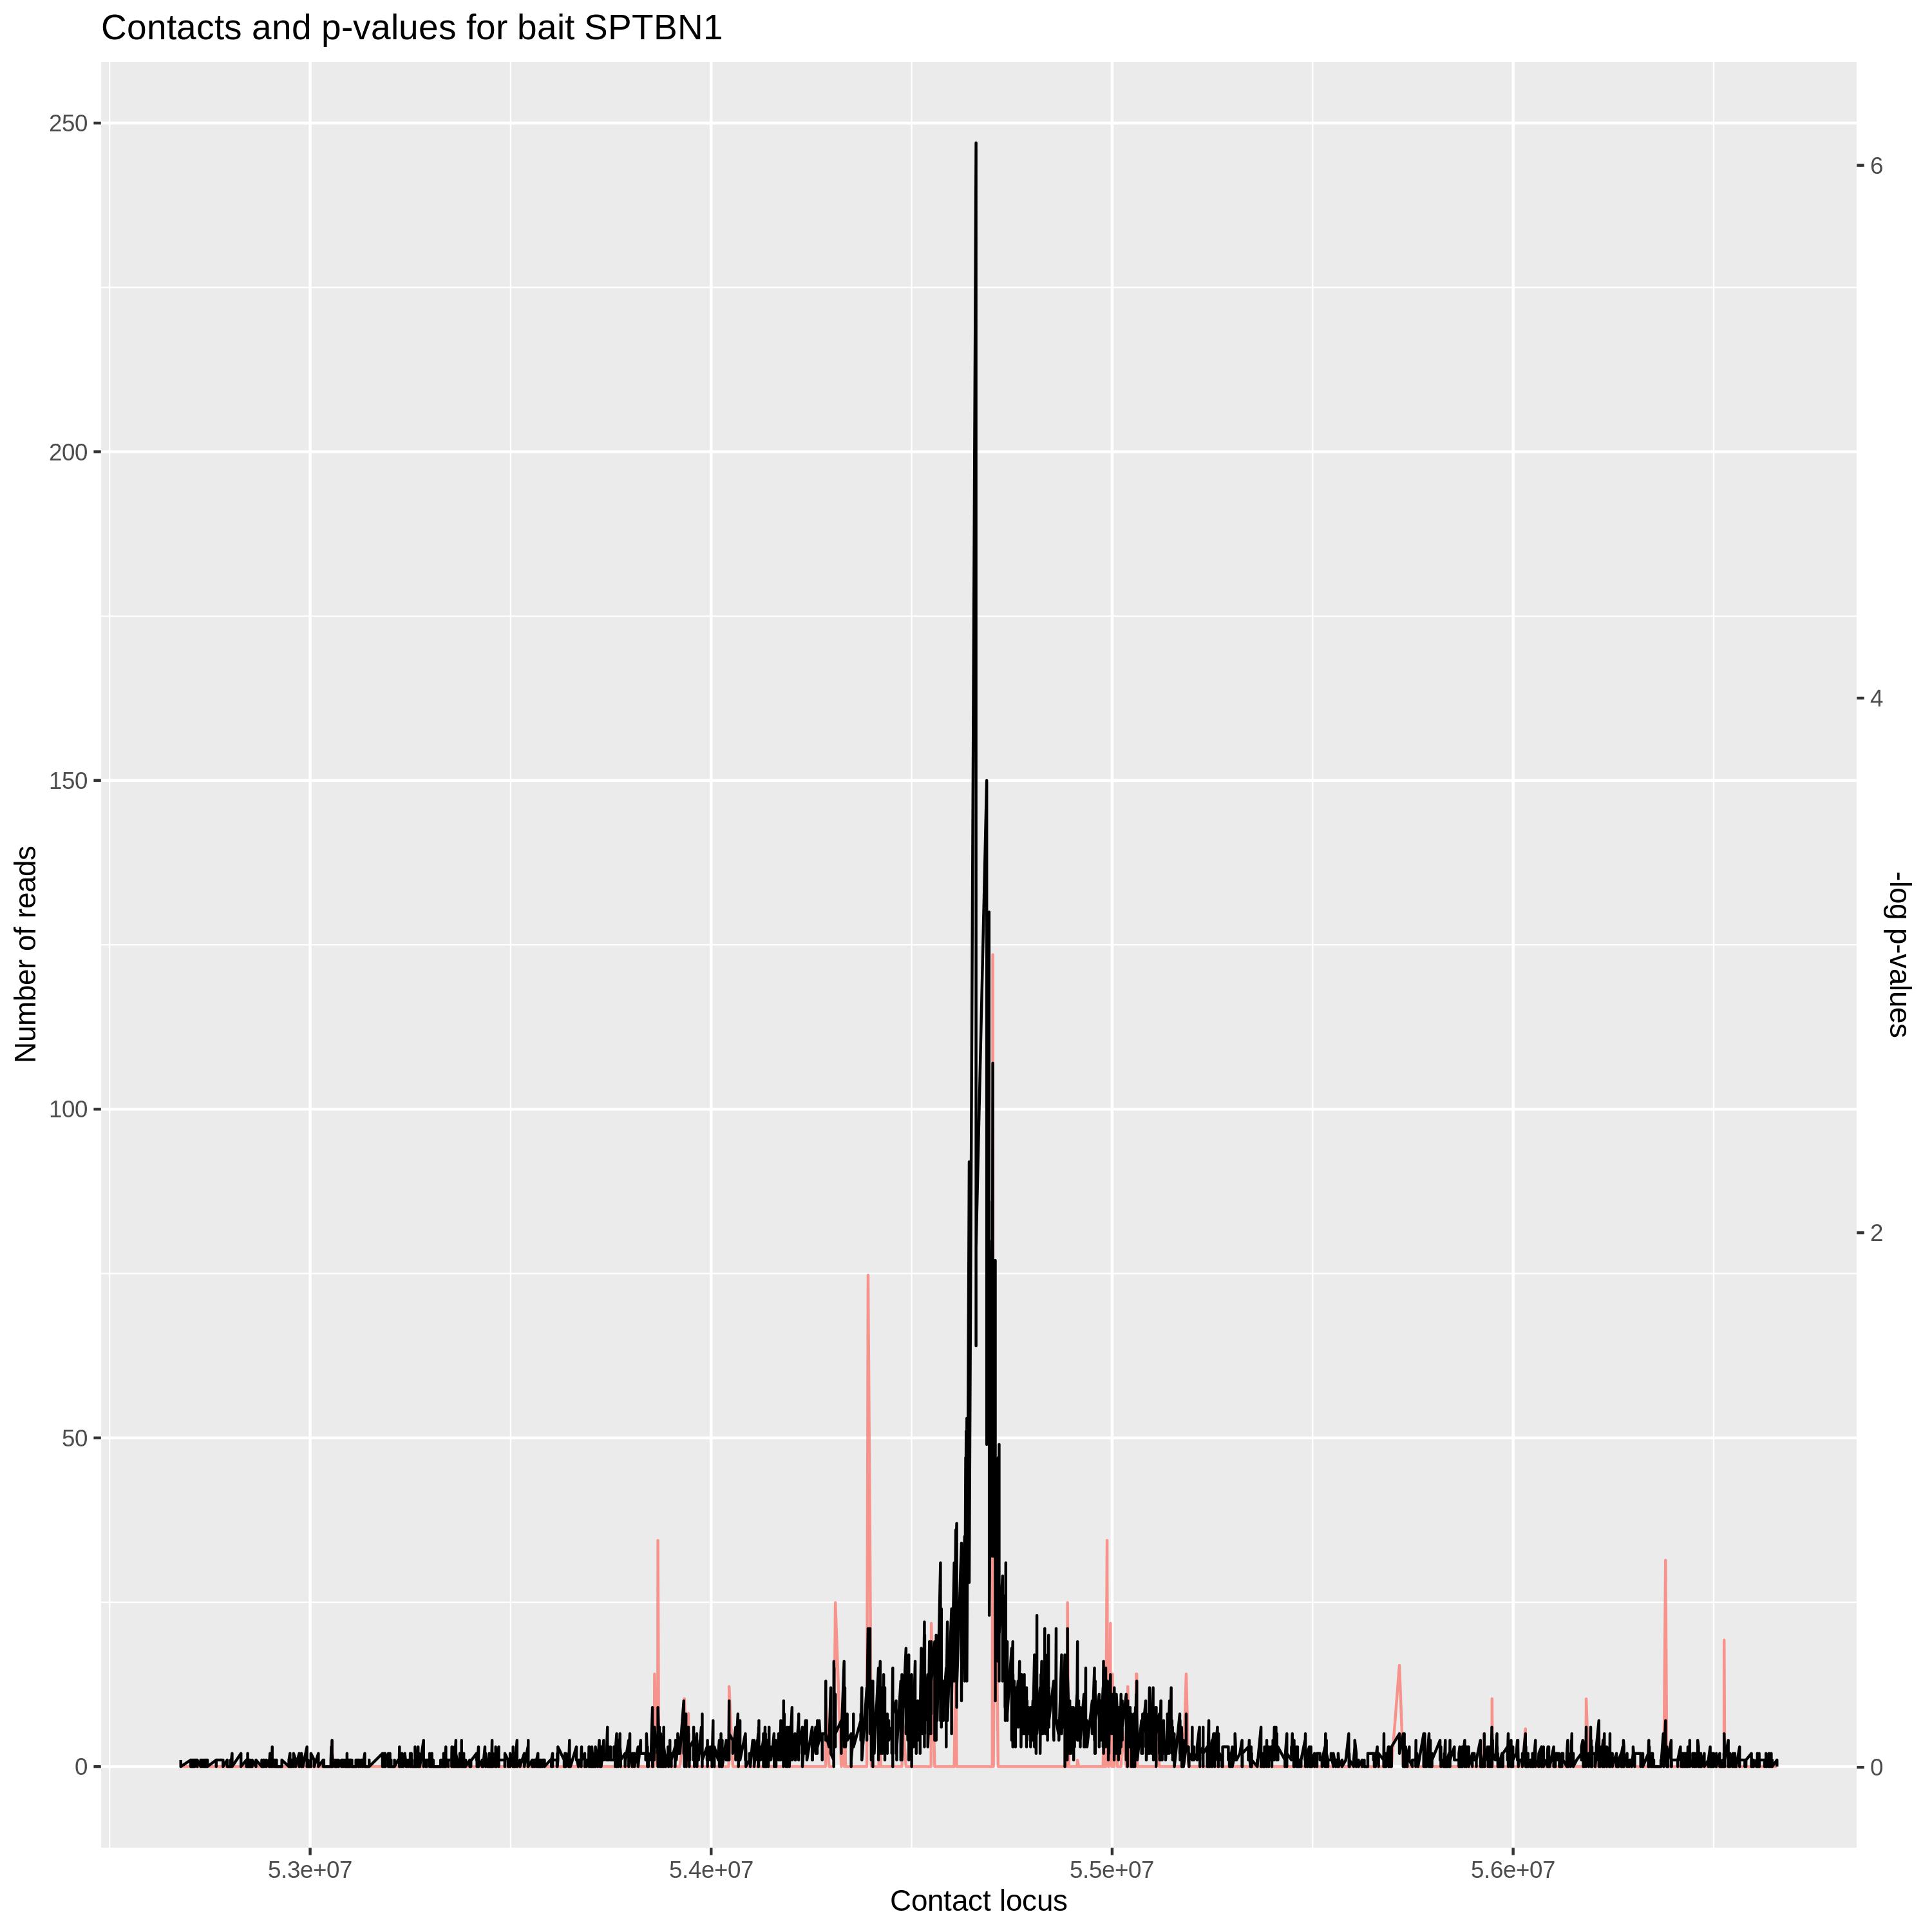 Contacts and p-values for bait SPTBN1
Number of reads
250
200
150
100
50
0
6
4
2
0
-log p-values
5.3e+07
5.4e+07
5.5e+07
5.6e+07
Contact locus